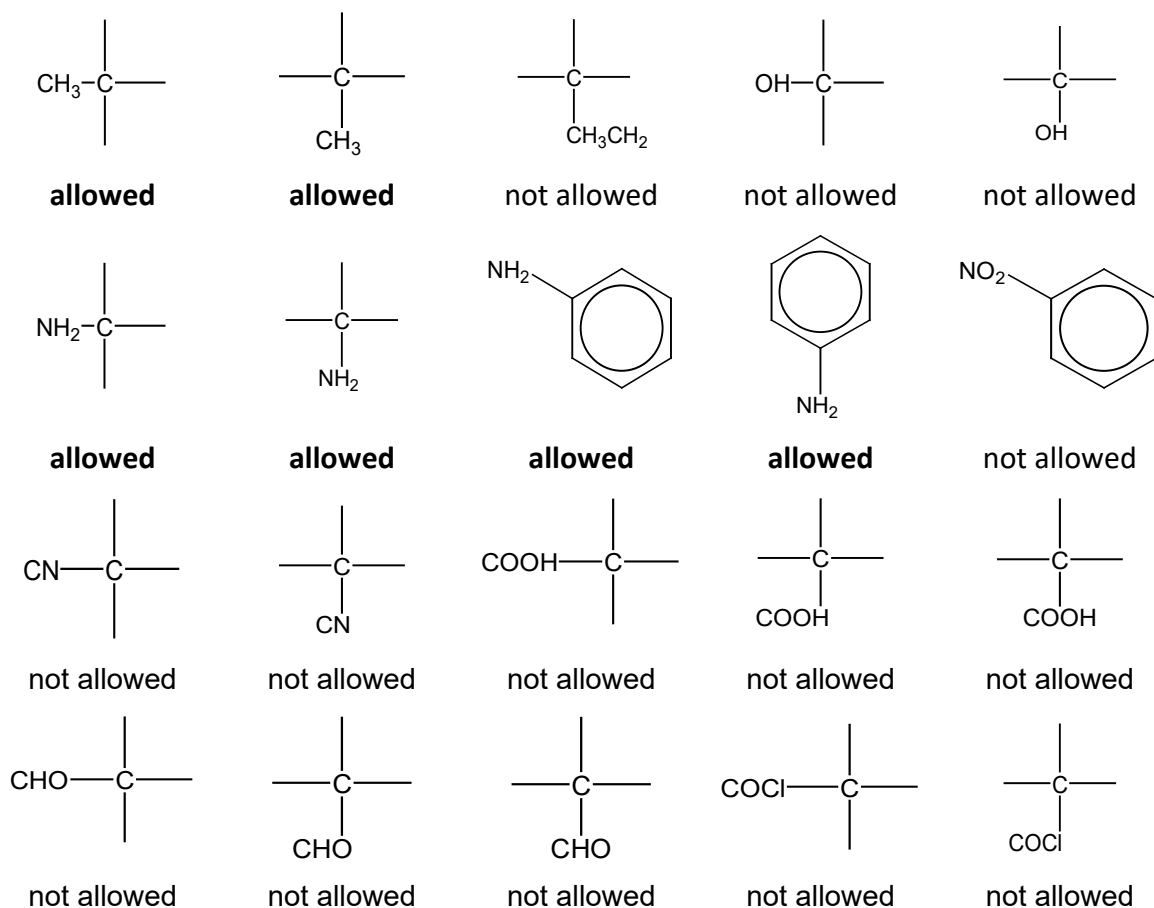 CH₃ C C C OH C C
CH₃ CH₃CH₂ OH
allowed allowed not allowed not allowed not allowed
NH₂ C C NH₂ NO₂
NH₂ NH₂
allowed allowed allowed allowed not allowed
CN C C COOH C C C
CN COOH COOH
not allowed not allowed not allowed not allowed not allowed
CHO C C C COCl C C
CHO CHO COCl
not allowed not allowed not allowed not allowed not allowed